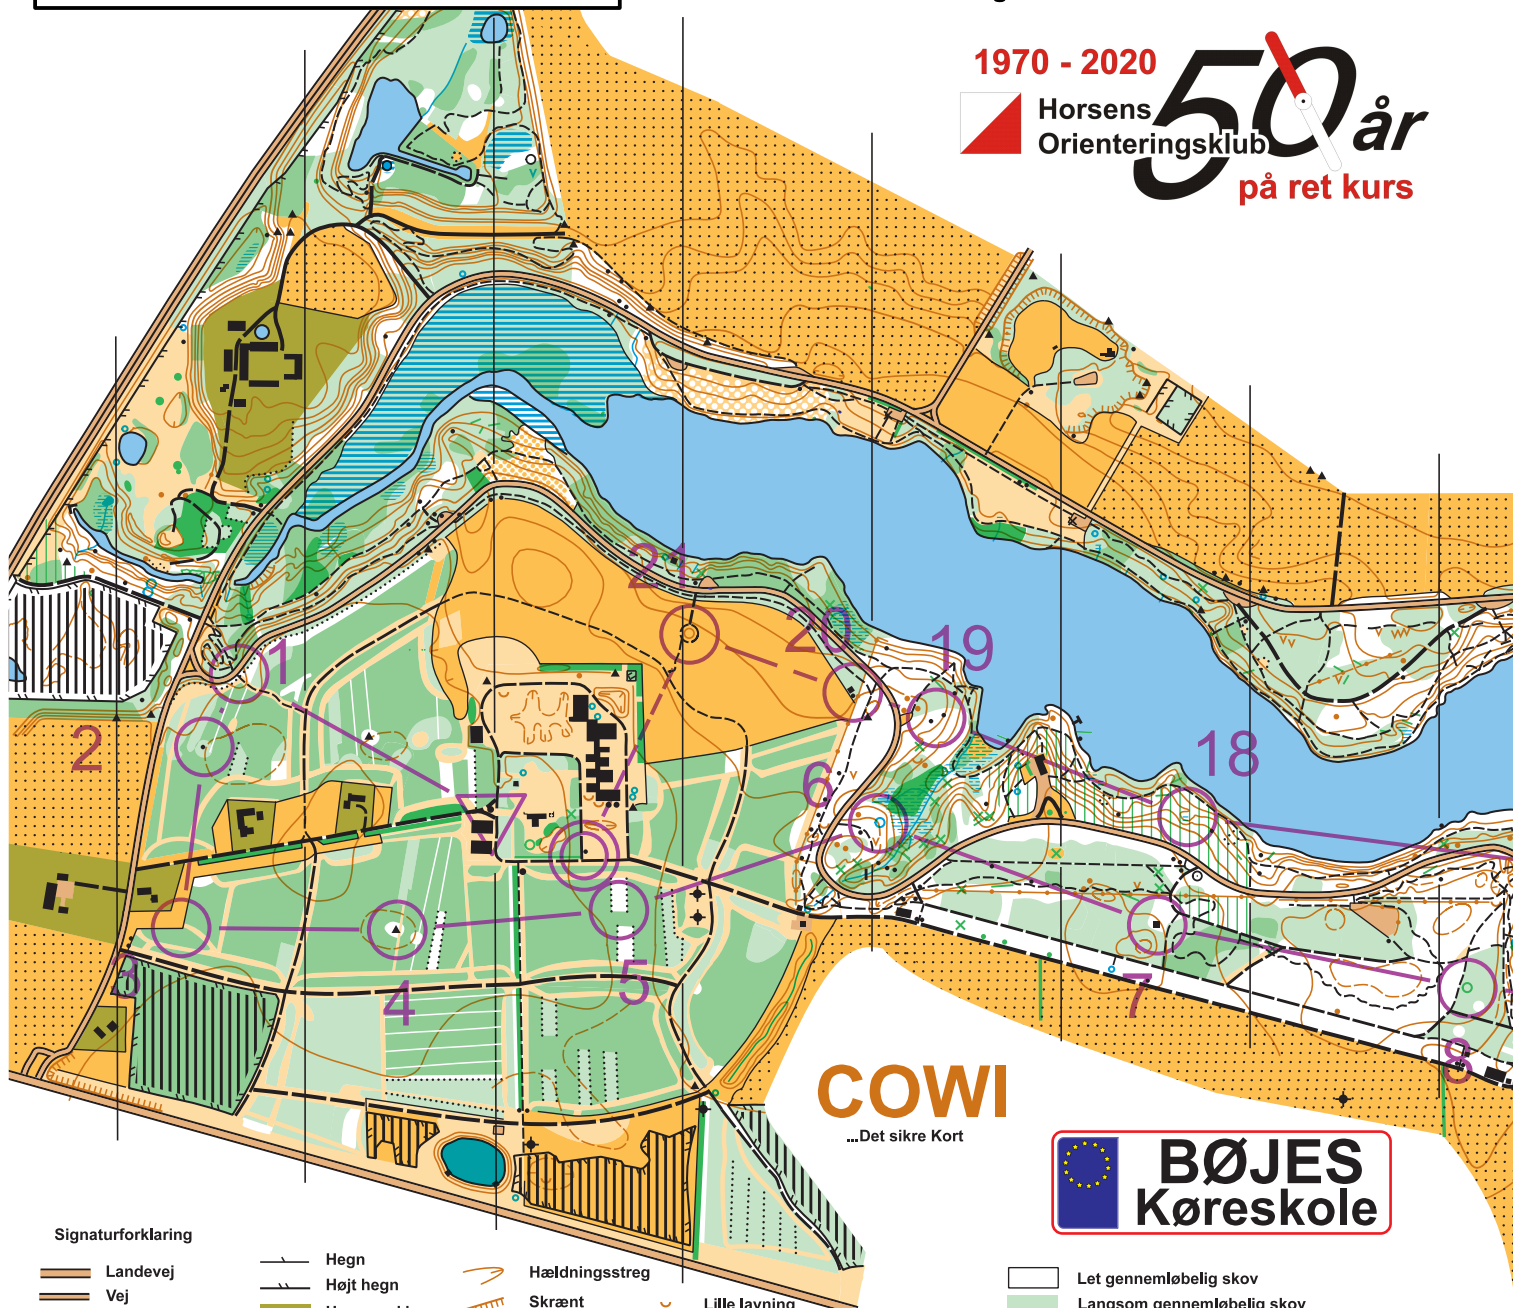 1970 - 2020
50 år
Horsens
Orienteringsklub
på ret kurs
21
20
19
1
2
18
6
3
4
5
7
8
COWI
...Det sikre Kort
BØJES
Køreskole
Signaturforklaring
Landevej
Vej
Hegn
Højt hegn
Hældningsstreg
Skrænt
Lille lavning
Let gennemløbelig skov
Langsom gennemløbelig skov